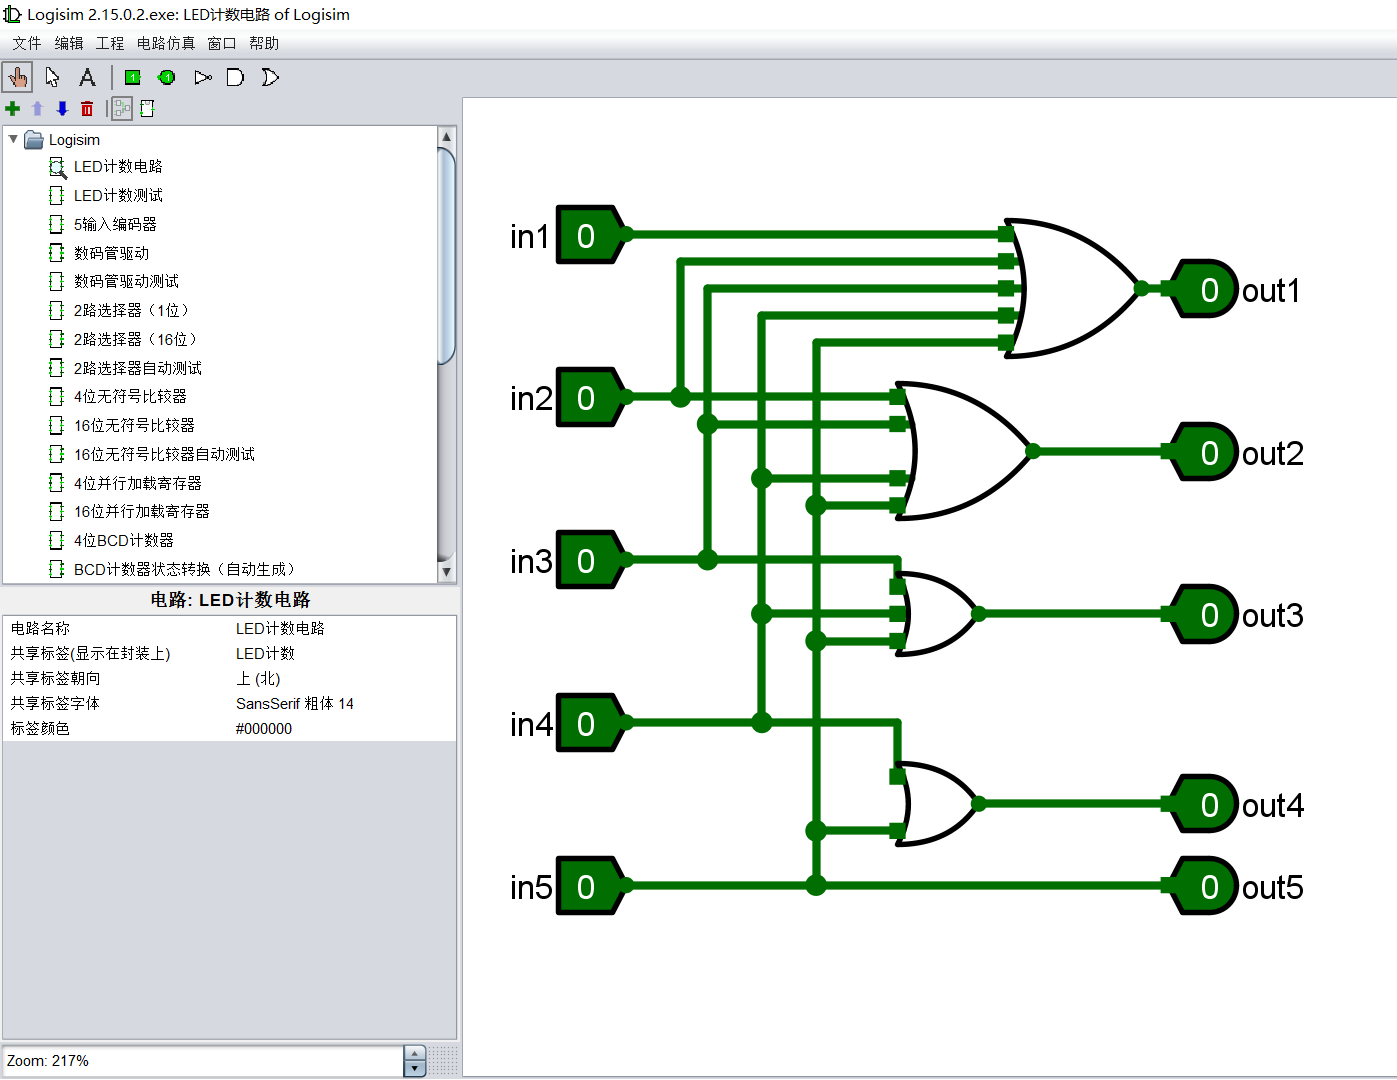 Logisim 2.15.0.2.exe: LED计数电路 of Logisim
文件 编辑 工程 电路仿真 窗口 帮助
Logisim
LED计数电路
LED计数测试
5输入编码器
数码管驱动
数码管驱动测试
2路选择器（1位）
2路选择器（16位）
2路选择器自动测试
4位无符号比较器
16位无符号比较器
16位无符号比较器自动测试
4位并行加载寄存器
16位并行加载寄存器
4位BCD计数器
BCD计数器状态转换（自动生成）
电路: LED计数电路
电路名称 LED计数电路
共享标签(显示在封装上) LED计数
共享标签朝向 上 (北)
共享标签字体 SansSerif 粗体 14
标签颜色 #000000
Zoom: 217%
in1 0
0 out1
in2 0
0 out2
in3 0
0 out3
in4 0
0 out4
in5 0
0 out5